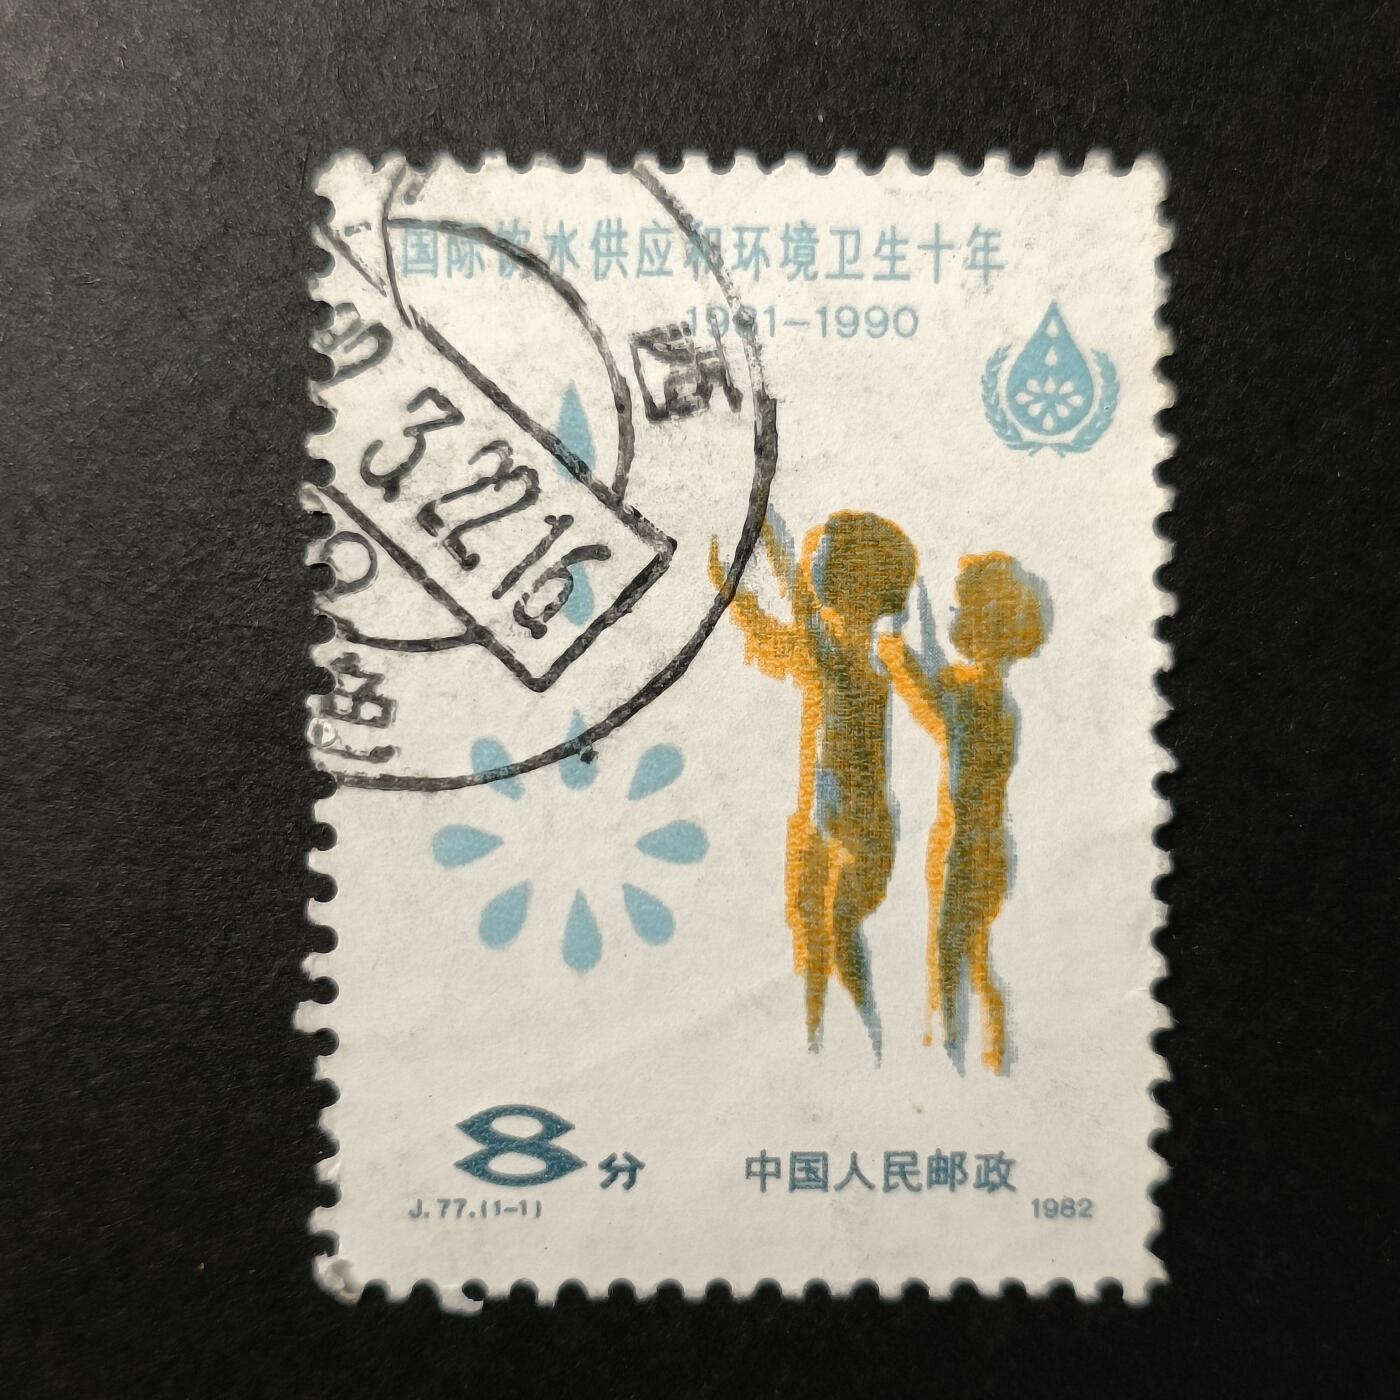 国际饮水供应和环境卫生十年
1981-1990
西
3.22.16
8分
中国人民邮政
J.77.(1-1)
1982